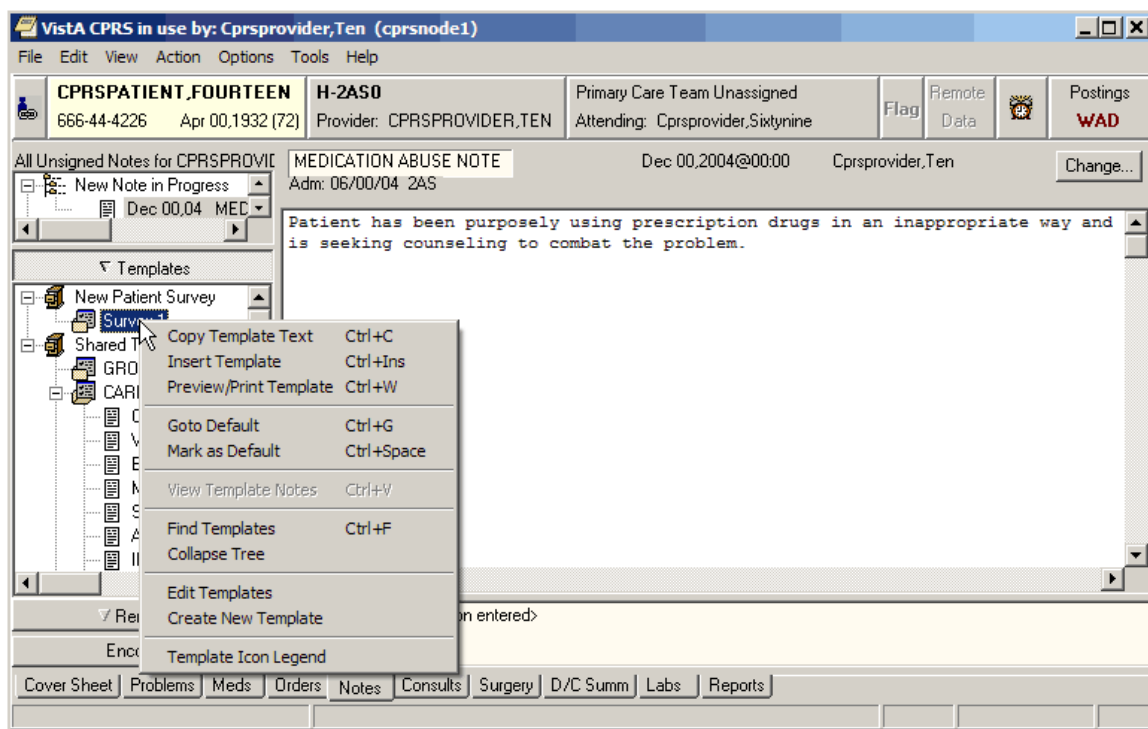 VistA CPRS in use by: Cprsprovider,Ten (cprsnode1)
File Edit View Action Options Tools Help
CPRSPATIENT,FOURTEEN
666-44-4226 Apr 00,1932 (72)
H-2AS0
Provider: CPRSPROVIDER,TEN
Primary Care Team Unassigned
Attending: Cprsprovider,Sixtynine
Flag
Remote
Data
Postings
WAD
All Unsigned Notes for CPRSPROVIE
MEDICATION ABUSE NOTE Dec 00,2004@00:00 Cprsprovider,Ten
Change...
Adm: 06/00/04 2AS
New Note in Progress
Dec 00,04 MED
Patient has been purposely using prescription drugs in an inappropriate way and
is seeking counseling to combat the problem.
Templates
New Patient Survey
Survey 1
Shared T
GRO
CARI
Copy Template Text Ctrl+C
Insert Template Ctrl+Ins
Preview/Print Template Ctrl+W
Goto Default Ctrl+G
Mark as Default Ctrl+Space
View Template Notes Ctrl+V
Find Templates Ctrl+F
Collapse Tree
Edit Templates
Create New Template
Template Icon Legend
Rei
on entered>
Enco
Cover Sheet Problems Meds Orders Notes Consults Surgery D/C Summ Labs Reports